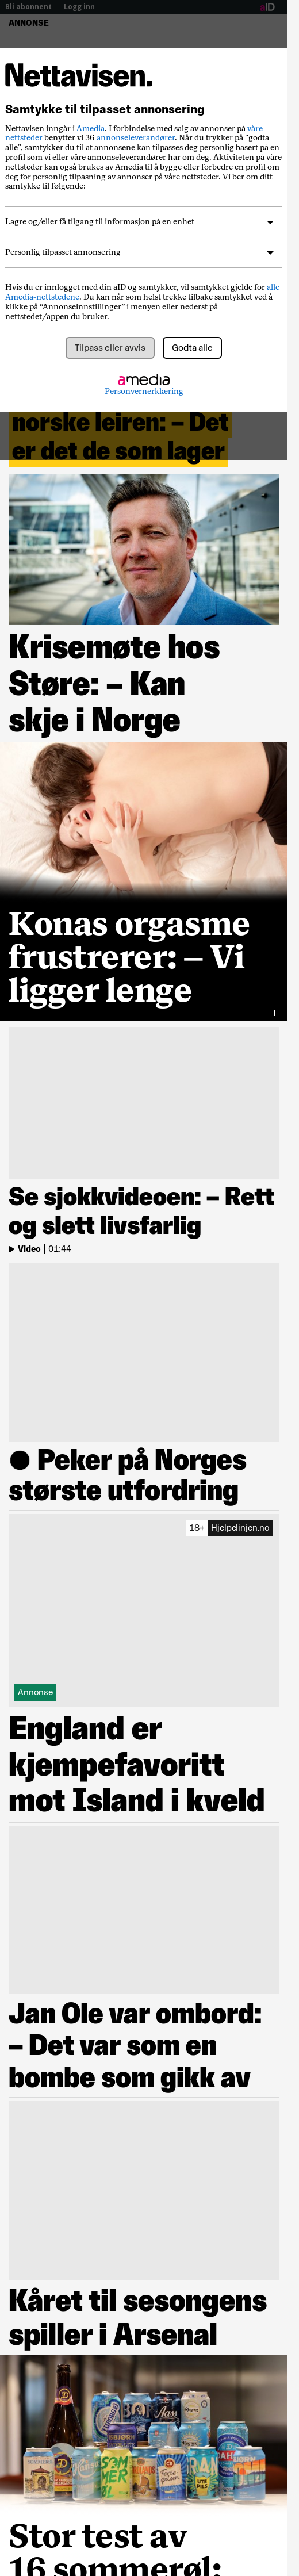 Bli abonnent | Logg inn
aID
ANNONSE
Nettavisen.
Samtykke til tilpasset annonsering
Nettavisen inngår i Amedia. I forbindelse med salg av annonser på våre
nettsteder benytter vi 36 annonseleverandører. Når du trykker på "godta
alle", samtykker du til at annonsene kan tilpasses deg personlig basert på en
profil som vi eller våre annonseleverandører har om deg. Aktiviteten på våre
nettsteder kan også brukes av Amedia til å bygge eller forbedre en profil om
deg for personlig tilpasning av annonser på våre nettsteder. Vi ber om ditt
samtykke til følgende:
Lagre og/eller få tilgang til informasjon på en enhet
Personlig tilpasset annonsering
Hvis du er innlogget med din aID og samtykker, vil samtykket gjelde for alle
Amedia-nettstedene. Du kan når som helst trekke tilbake samtykket ved å
klikke på “Annonseinnstillinger” i menyen eller nederst på
nettstedet/appen du bruker.
Tilpass eller avvis
Godta alle
amedia
Personvernerklæring
norske leiren: – Det
er det de som lager
Krisemøte hos
Støre: – Kan
skje i Norge
Konas orgasme
frustrerer: – Vi
ligger lenge
Se sjokkvideoen: – Rett
og slett livsfarlig
Video | 01:44
● Peker på Norges
største utfordring
18+ Hjelpelinjen.no
Annonse
England er
kjempefavoritt
mot Island i kveld
Jan Ole var ombord:
– Det var som en
bombe som gikk av
Kåret til sesongens
spiller i Arsenal
Stor test av
16 sommerøl: